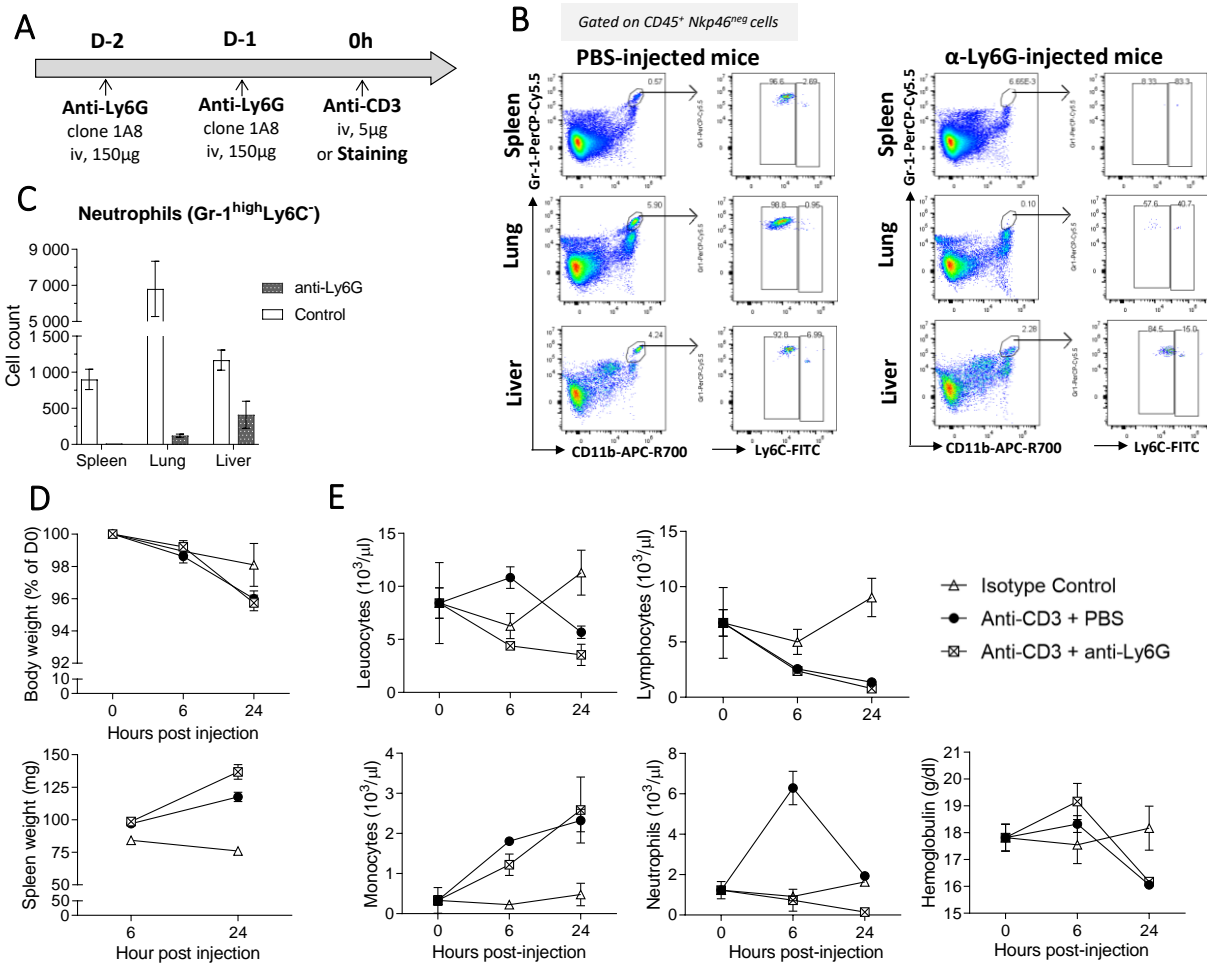 A
D-2 D-1 0h
Anti-Ly6G Anti-Ly6G Anti-CD3
clone 1A8 clone 1A8 iv, 5µg
iv, 150µg iv, 150µg or Staining
B
Gated on CD45+ Nkp46neg cells
PBS-injected mice α-Ly6G-injected mice
Spleen
Gr-1-PerCP-Cy5.5
0.57 96.6 2.69
6.65E-3 8.33 83.3
Lung
5.90 98.8 0.95
0.10 57.6 40.7
Liver
4.24 92.8 6.99
2.28 84.5 15.0
CD11b-APC-R700 Ly6C-FITC
CD11b-APC-R700 Ly6C-FITC
C
Neutrophils (Gr-1highLy6C-)
Cell count
9 000
7 000
5 000
1 500
1 000
500
0
anti-Ly6G
Control
Spleen Lung Liver
D
Body weight (% of D0)
100
98
96
94
92
10
0
0 6 24
Hours post injection
Spleen weight (mg)
150
125
100
75
50
50
0
6 24
Hour post injection
E
Leucocytes (10³/µl)
15
10
5
0
0 6 24
Lymphocytes (10³/µl)
15
10
5
0
0 6 24
Isotype Control
Anti-CD3 + PBS
Anti-CD3 + anti-Ly6G
Monocytes (10³/µl)
4
3
2
1
0
0 6 24
Hours post-injection
Neutrophils (10³/µl)
8
6
4
2
0
0 6 24
Hours post-injection
Hemoglobulin (g/dl)
19
18
17
16
15
0 6 24
Hours post-injection